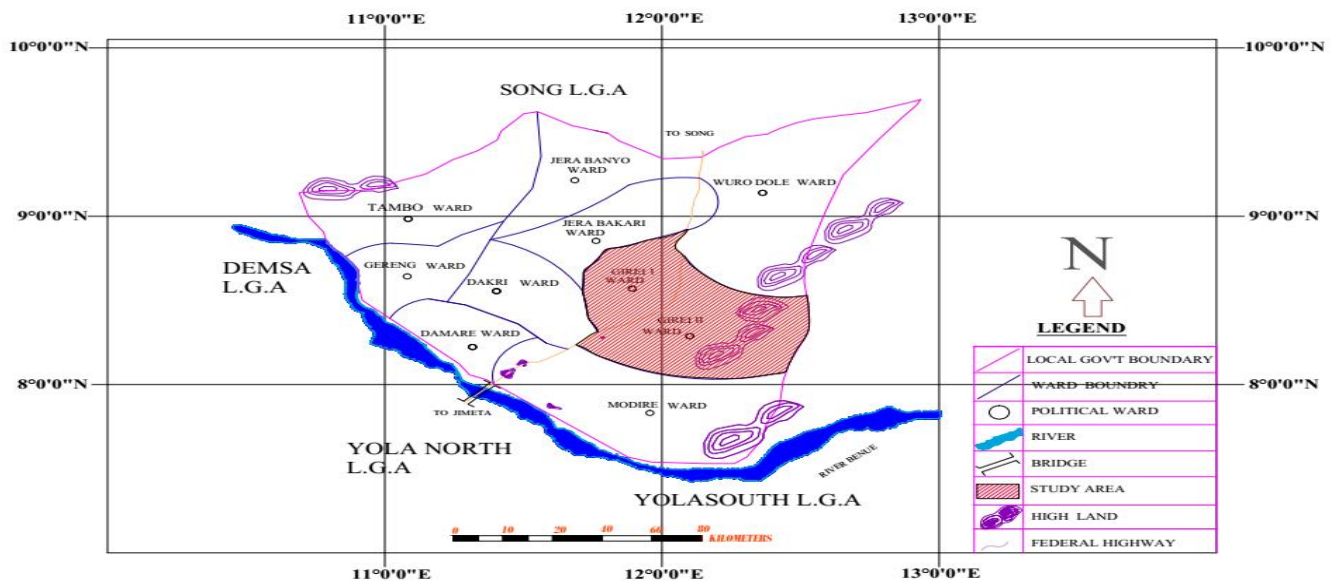 11°0'0"E 12°0'0"E 13°0'0"E
10°0'0"N 10°0'0"N
SONG L.G.A
TO SONG
JERA BANYO
WARD
WURO DOLE WARD
9°0'0"N 9°0'0"N
TAMBO WARD
JERA BAKARI
WARD
DEMSA
L.G.A
GERENG WARD
GIREI I
WARD
DAKRI WARD
GIREI II
WARD
DAMARE WARD
8°0'0"N 8°0'0"N
TO JIMETA
MODIRE WARD
YOLA NORTH
L.G.A
RIVER BENUE
YOLASOUTH L.G.A
0 10 20 40 60 80
KILOMETERS
11°0'0"E 12°0'0"E 13°0'0"E
N
LEGEND
LOCAL GOV'T BOUNDARY
WARD BOUNDRY
POLITICAL WARD
RIVER
BRIDGE
STUDY AREA
HIGH LAND
FEDERAL HIGHWAY